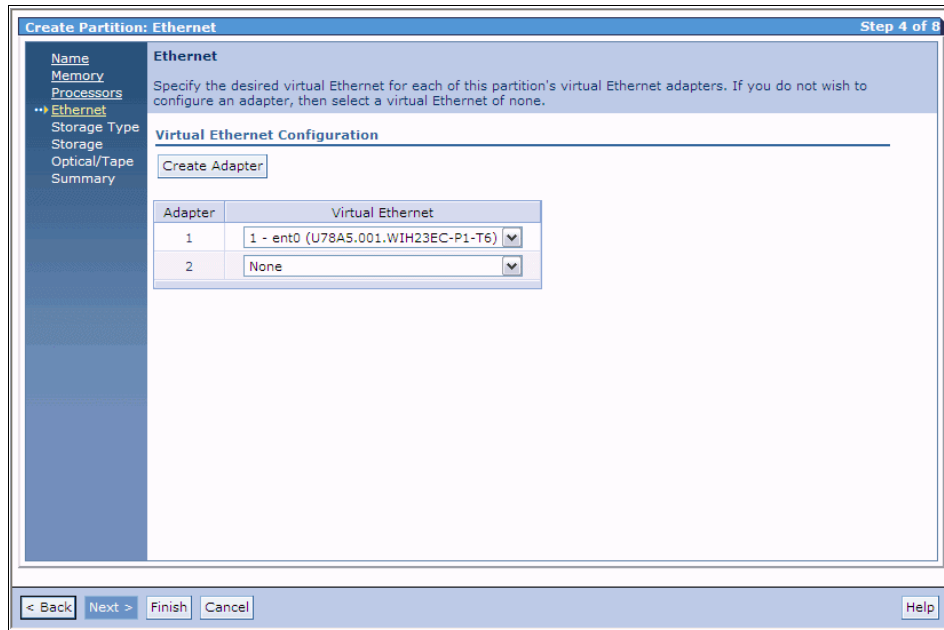 Create Partition: Ethernet
Step 4 of 8
Name
Memory
Processors
Ethernet
Storage Type
Storage
Optical/Tape
Summary
Ethernet
Specify the desired virtual Ethernet for each of this partition's virtual Ethernet adapters. If you do not wish to
configure an adapter, then select a virtual Ethernet of none.
Virtual Ethernet Configuration
Create Adapter
Adapter Virtual Ethernet
1 1 - ent0 (U78A5.001.WIH23EC-P1-T6)
2 None
< Back Next > Finish Cancel Help